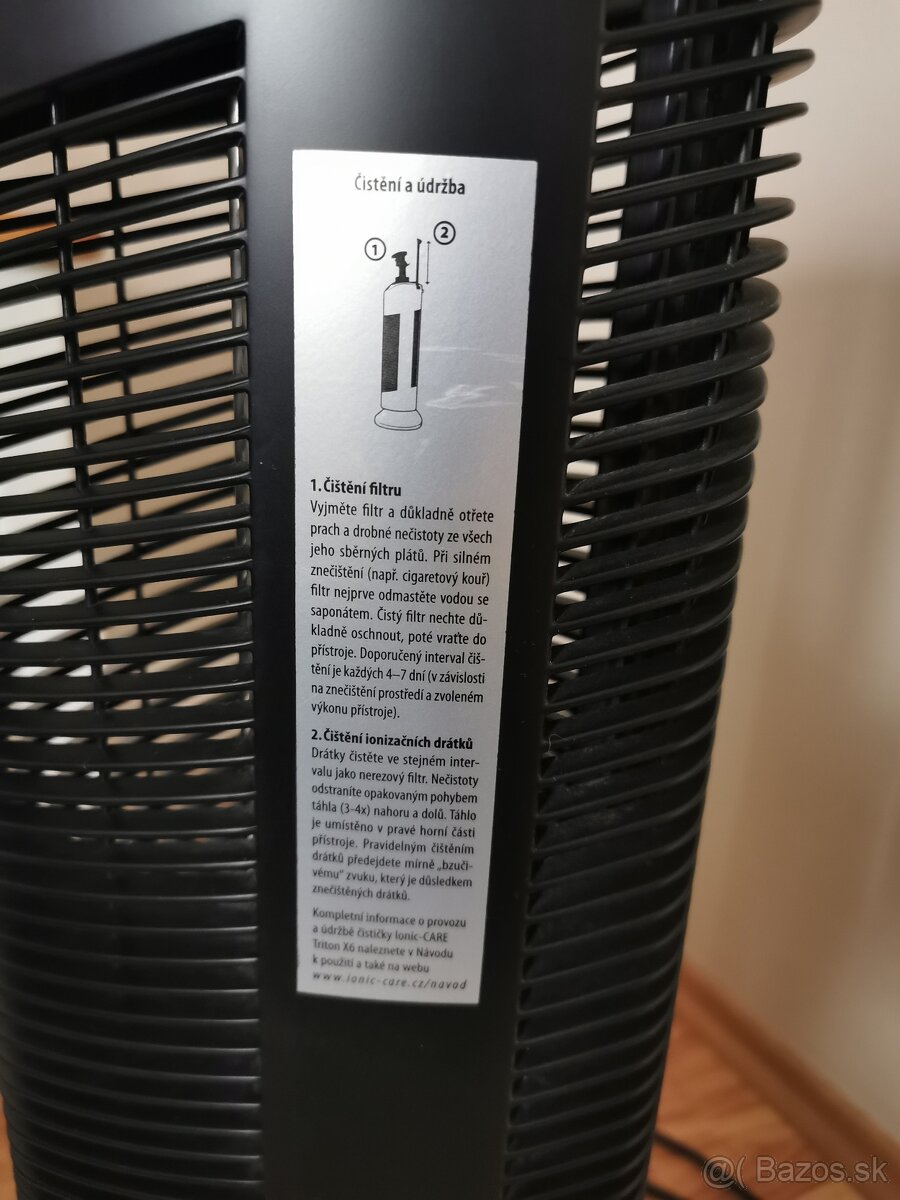 Čistění a údržba
1
2
1. Čištění filtru
Vyjměte filtr a důkladně otřete
prach a drobné nečistoty ze všech
jeho sběrných plátů. Při silném
znečištění (např. cigaretový kouř)
filtr nejprve odmastěte vodou se
saponátem. Čistý filtr nechte dů-
kladně oschnout, poté vraťte do
přístroje. Doporučený interval čiš-
tění je každých 4–7 dní (v závislosti
na znečištění prostředí a zvoleném
výkonu přístroje).
2. Čištění ionizačních drátků
Drátky čistěte ve stejném inter-
valu jako nerezový filtr. Nečistoty
odstraníte opakovaným pohybem
táhla (3-4x) nahoru a dolů. Táhlo
je umístěno v pravé horní části
přístroje. Pravidelným čištěním
drátků předejdete mírně „bzuči-
vému“ zvuku, který je důsledkem
znečištěných drátků.
Kompletní informace o provozu
a údržbě čističky Ionic-CARE
Triton X6 naleznete v Návodu
k použití a také na webu
www.ionic-care.cz/navod
@( Bazos.sk